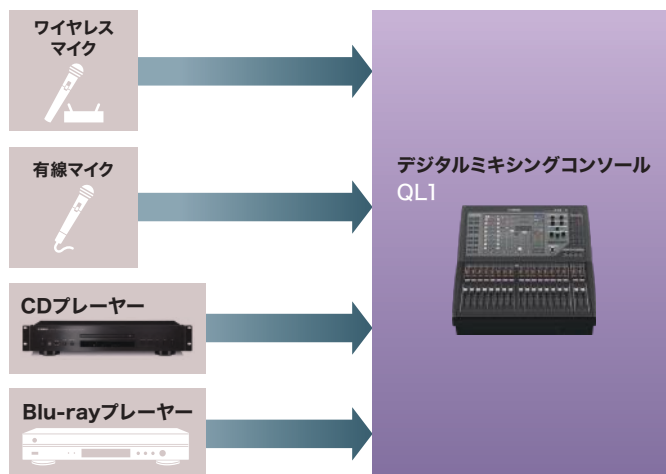 ワイヤレス
マイク
有線マイク
CDプレーヤー
Blu-rayプレーヤー
デジタルミキシングコンソール
QL1